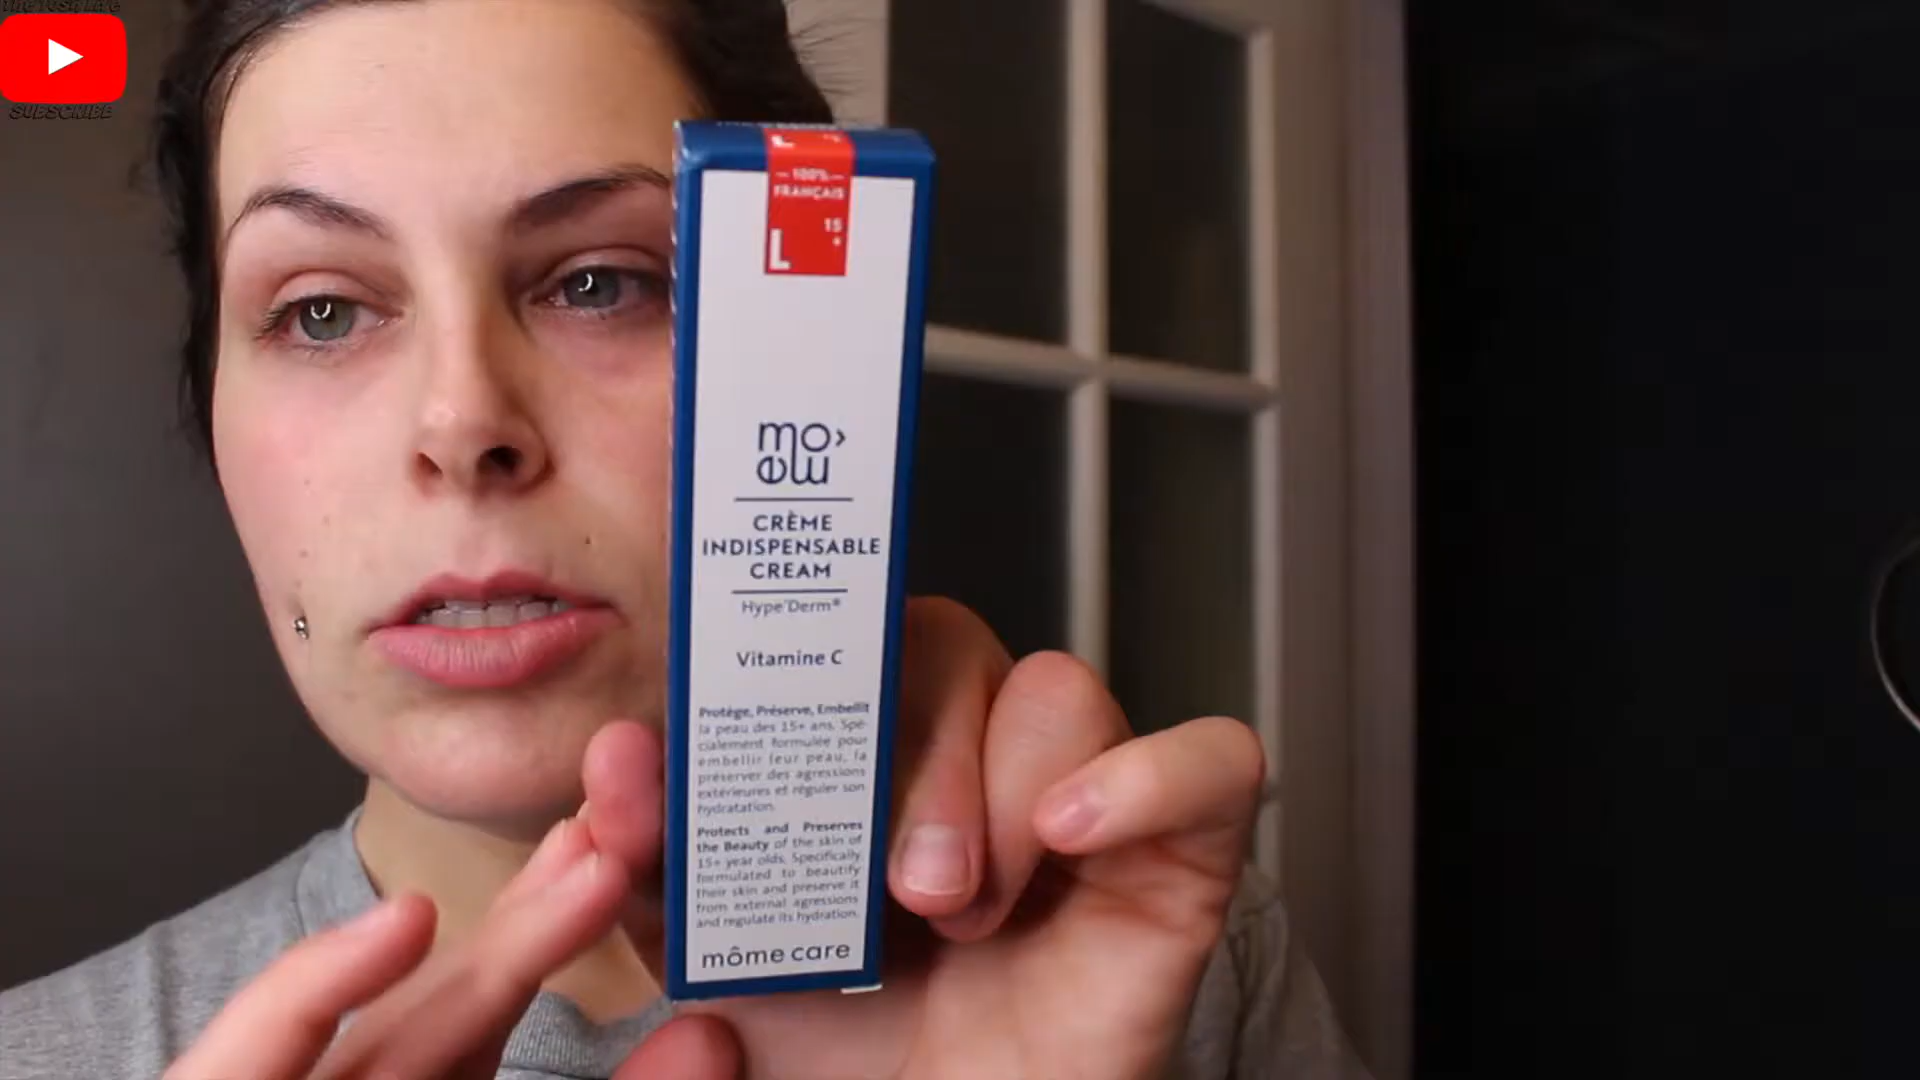 SUBSCRIBE
L
100%
FRANÇAIS
15
+
L
mo›
ew
CRÈME
INDISPENSABLE
CREAM
Hype'Derm®
Vitamine C
Protège, Préserve, Embellit
la peau des 15+ ans. Spé-
cialement formulée pour
embellir leur peau, la
préserver des agressions
extérieures et réguler son
hydratation.
Protects and Preserves
the Beauty of the skin of
15+ year olds. Specifically
formulated to beautify
their skin and preserve it
from external agressions
and regulate its hydration.
môme care